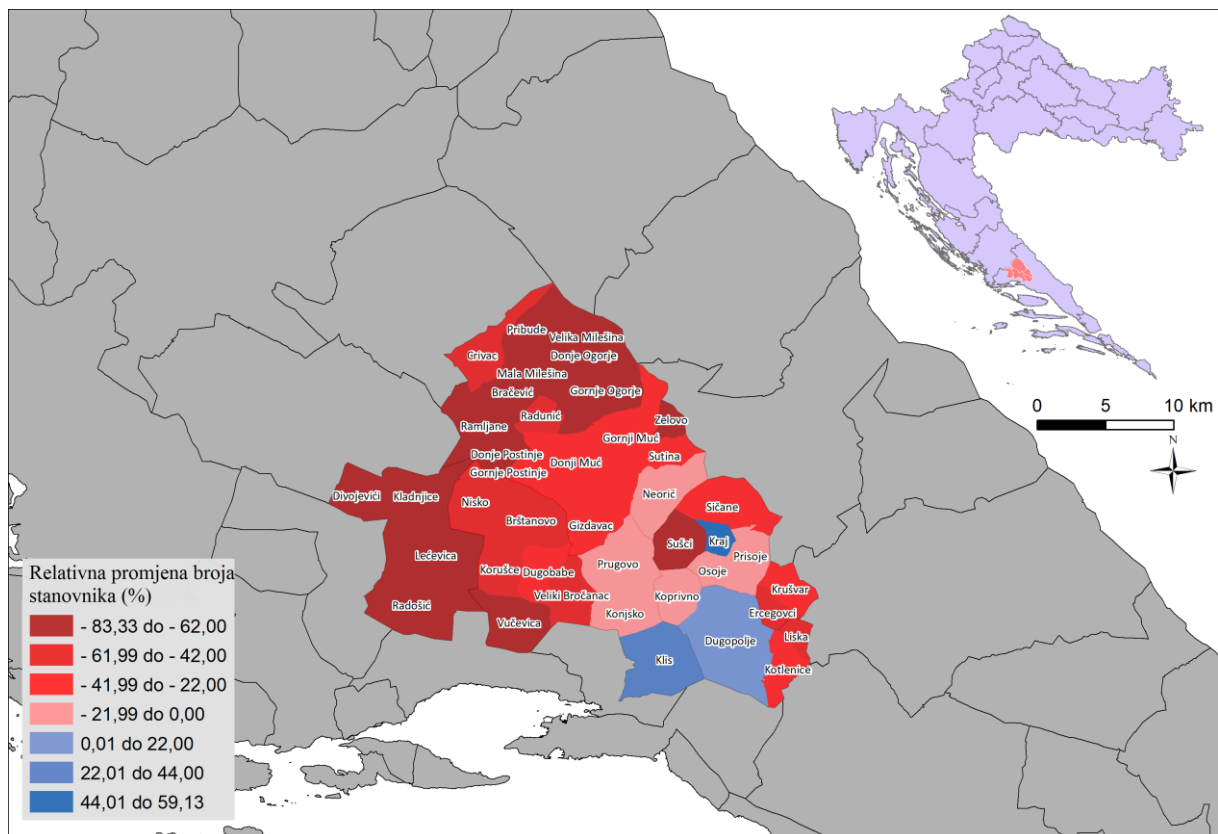 0 5 10 km
N
Pribude
Velika Milešina
Crivac
Donje Ogorje
Mala Milešina
Bračević
Gornje Ogorje
Radunić
Zelovo
Ramljane
Gornji Muć
Donje Postinje
Donji Muć
Sutina
Gornje Postinje
Divojevići
Kladnjice
Neorić
Nisko
Sičane
Brštanovo
Gizdavac
Sušci
Kraj
Lećevica
Prugovo
Prisoje
Korušce
Dugobabe
Osoje
Krušvar
Veliki Bročanac
Koprivno
Radošić
Konjsko
Ercegovci
Vučevica
Liska
Dugopolje
Klis
Kotlenice
Relativna promjena broja
stanovnika (%)
- 83,33 do - 62,00
- 61,99 do - 42,00
- 41,99 do - 22,00
- 21,99 do 0,00
0,01 do 22,00
22,01 do 44,00
44,01 do 59,13